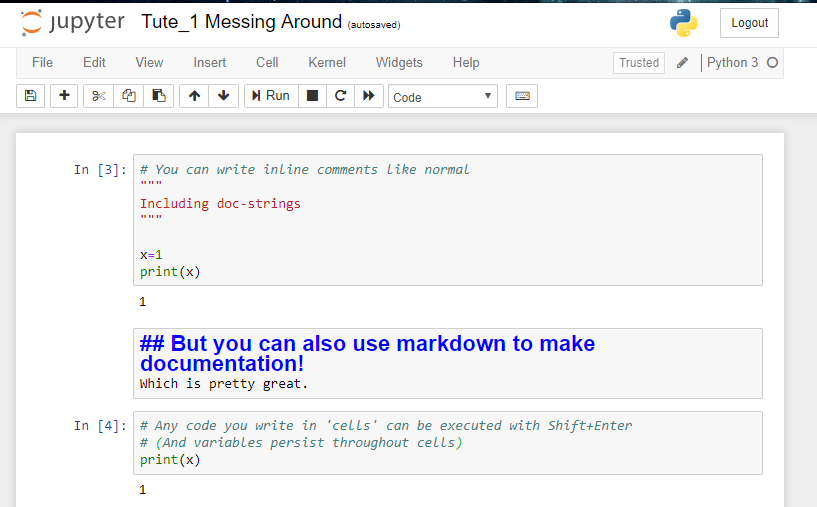 jupyter Tute_1 Messing Around (autosaved) Logout
File Edit View Insert Cell Kernel Widgets Help Trusted Python 3
Run Code
In [3]: # You can write inline comments like normal
"""
Including doc-strings
"""
x=1
print(x)
1
## But you can also use markdown to make
documentation!
Which is pretty great.
In [4]: # Any code you write in 'cells' can be executed with Shift+Enter
# (And variables persist throughout cells)
print(x)
1